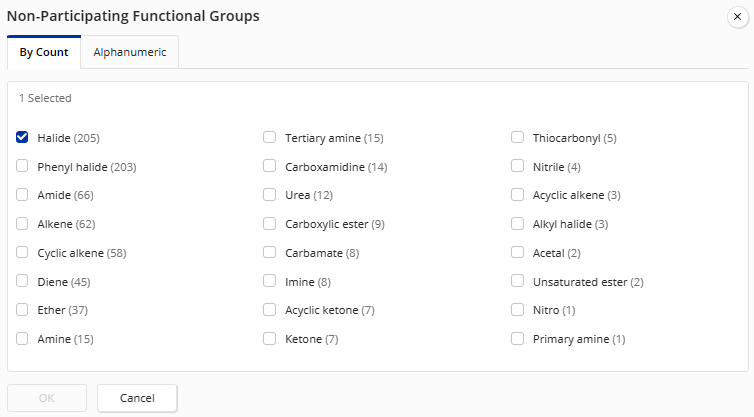 Non-Participating Functional Groups
By Count Alphanumeric
1 Selected
Halide (205) Tertiary amine (15) Thiocarbonyl (5)
Phenyl halide (203) Carboxamidine (14) Nitrile (4)
Amide (66) Urea (12) Acyclic alkene (3)
Alkene (62) Carboxylic ester (9) Alkyl halide (3)
Cyclic alkene (58) Carbamate (8) Acetal (2)
Diene (45) Imine (8) Unsaturated ester (2)
Ether (37) Acyclic ketone (7) Nitro (1)
Amine (15) Ketone (7) Primary amine (1)
OK Cancel